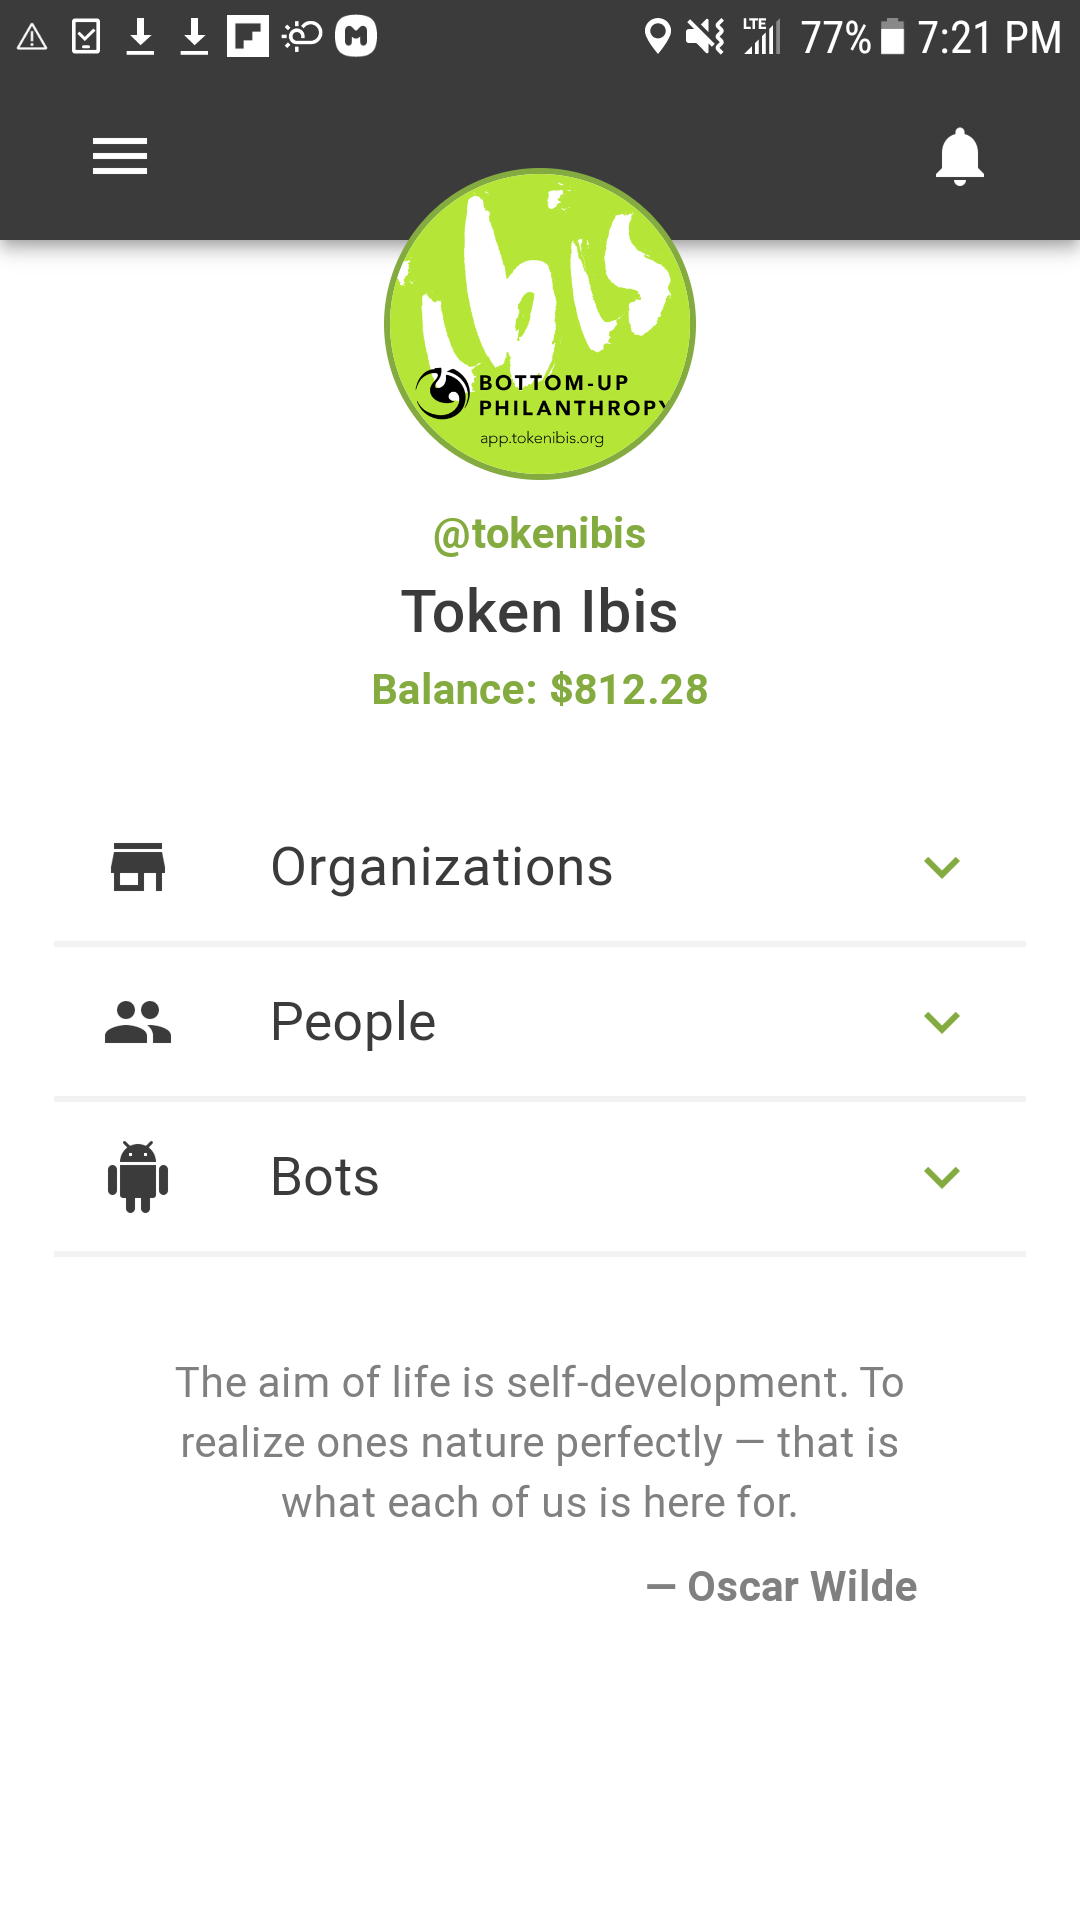 LTE 77% 7:21 PM
ibis
BOTTOM-UP
PHILANTHROPY
app.tokenibis.org
@tokenibis
Token Ibis
Balance: $812.28
Organizations
People
Bots
The aim of life is self-development. To
realize ones nature perfectly — that is
what each of us is here for.
— Oscar Wilde